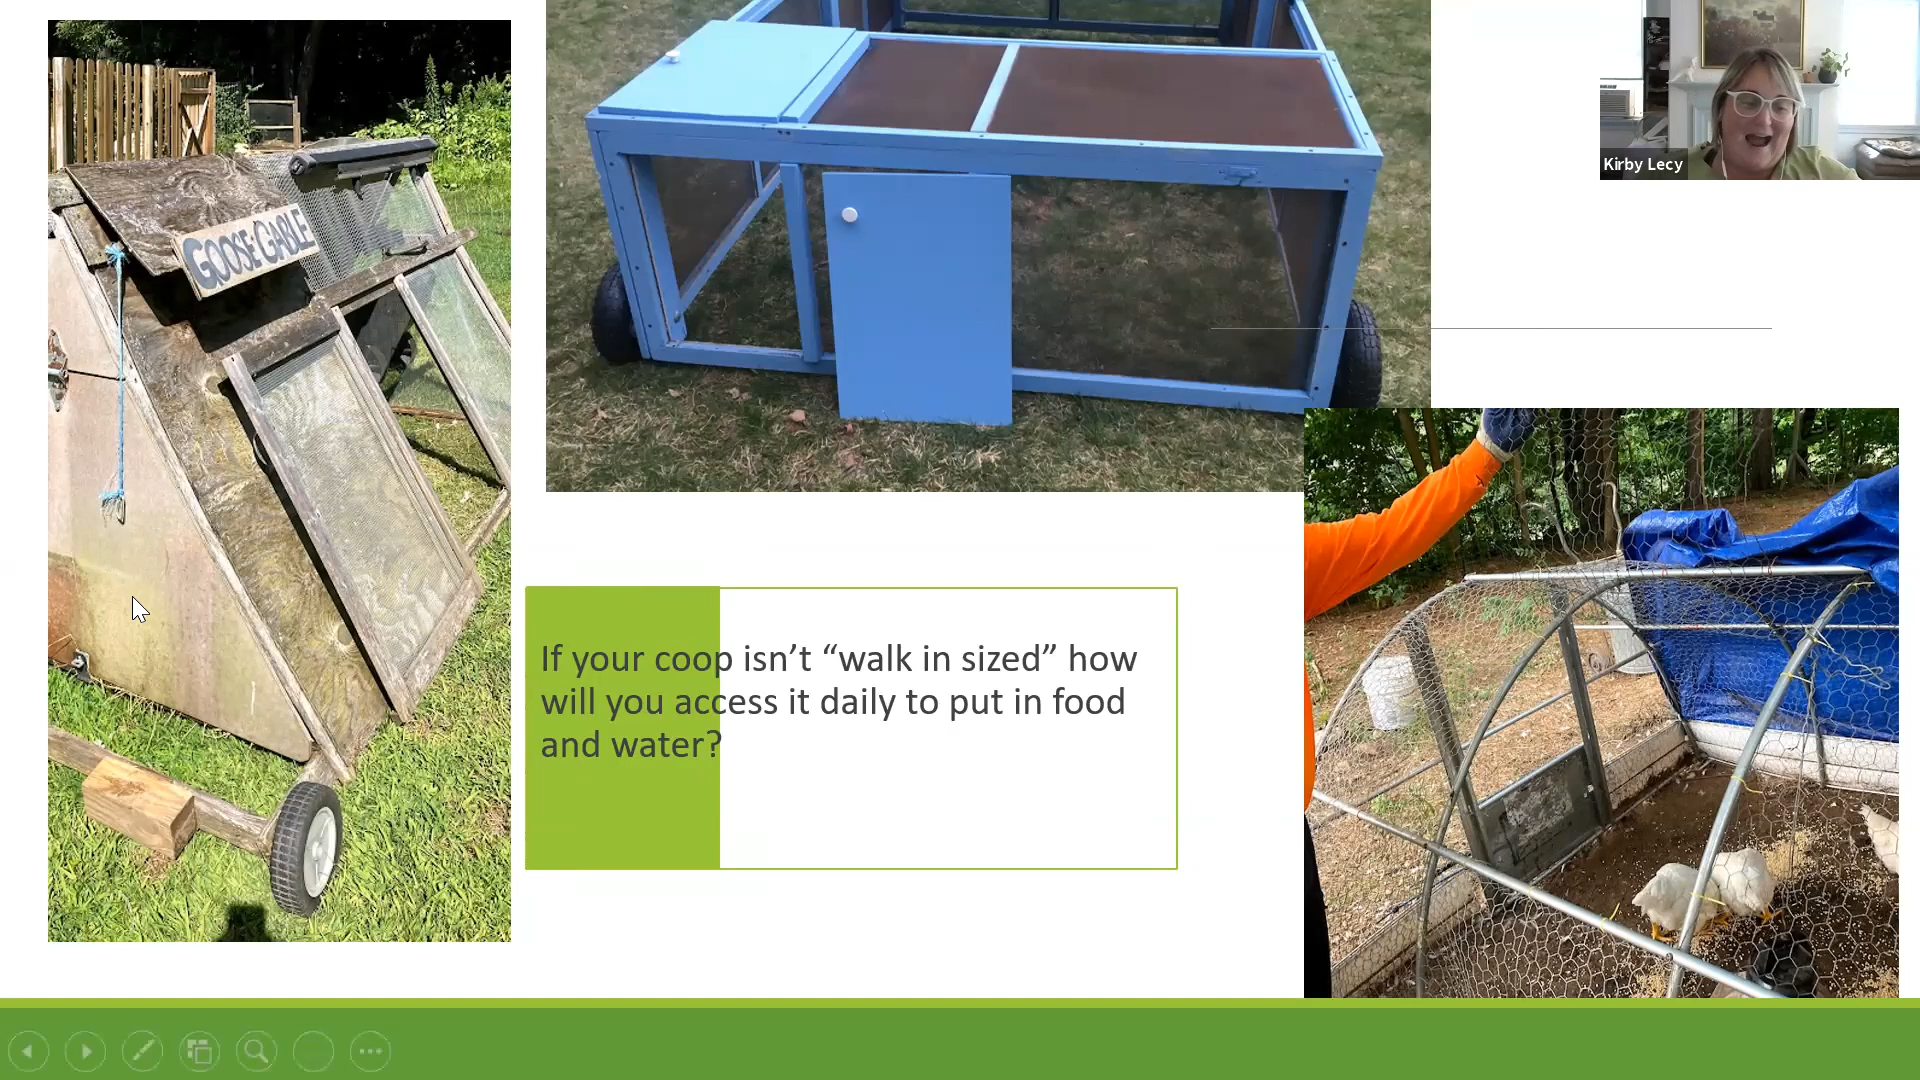 GOOSE-GABLE
Kirby Lecy
If your coop isn’t “walk in sized” how
will you access it daily to put in food
and water?